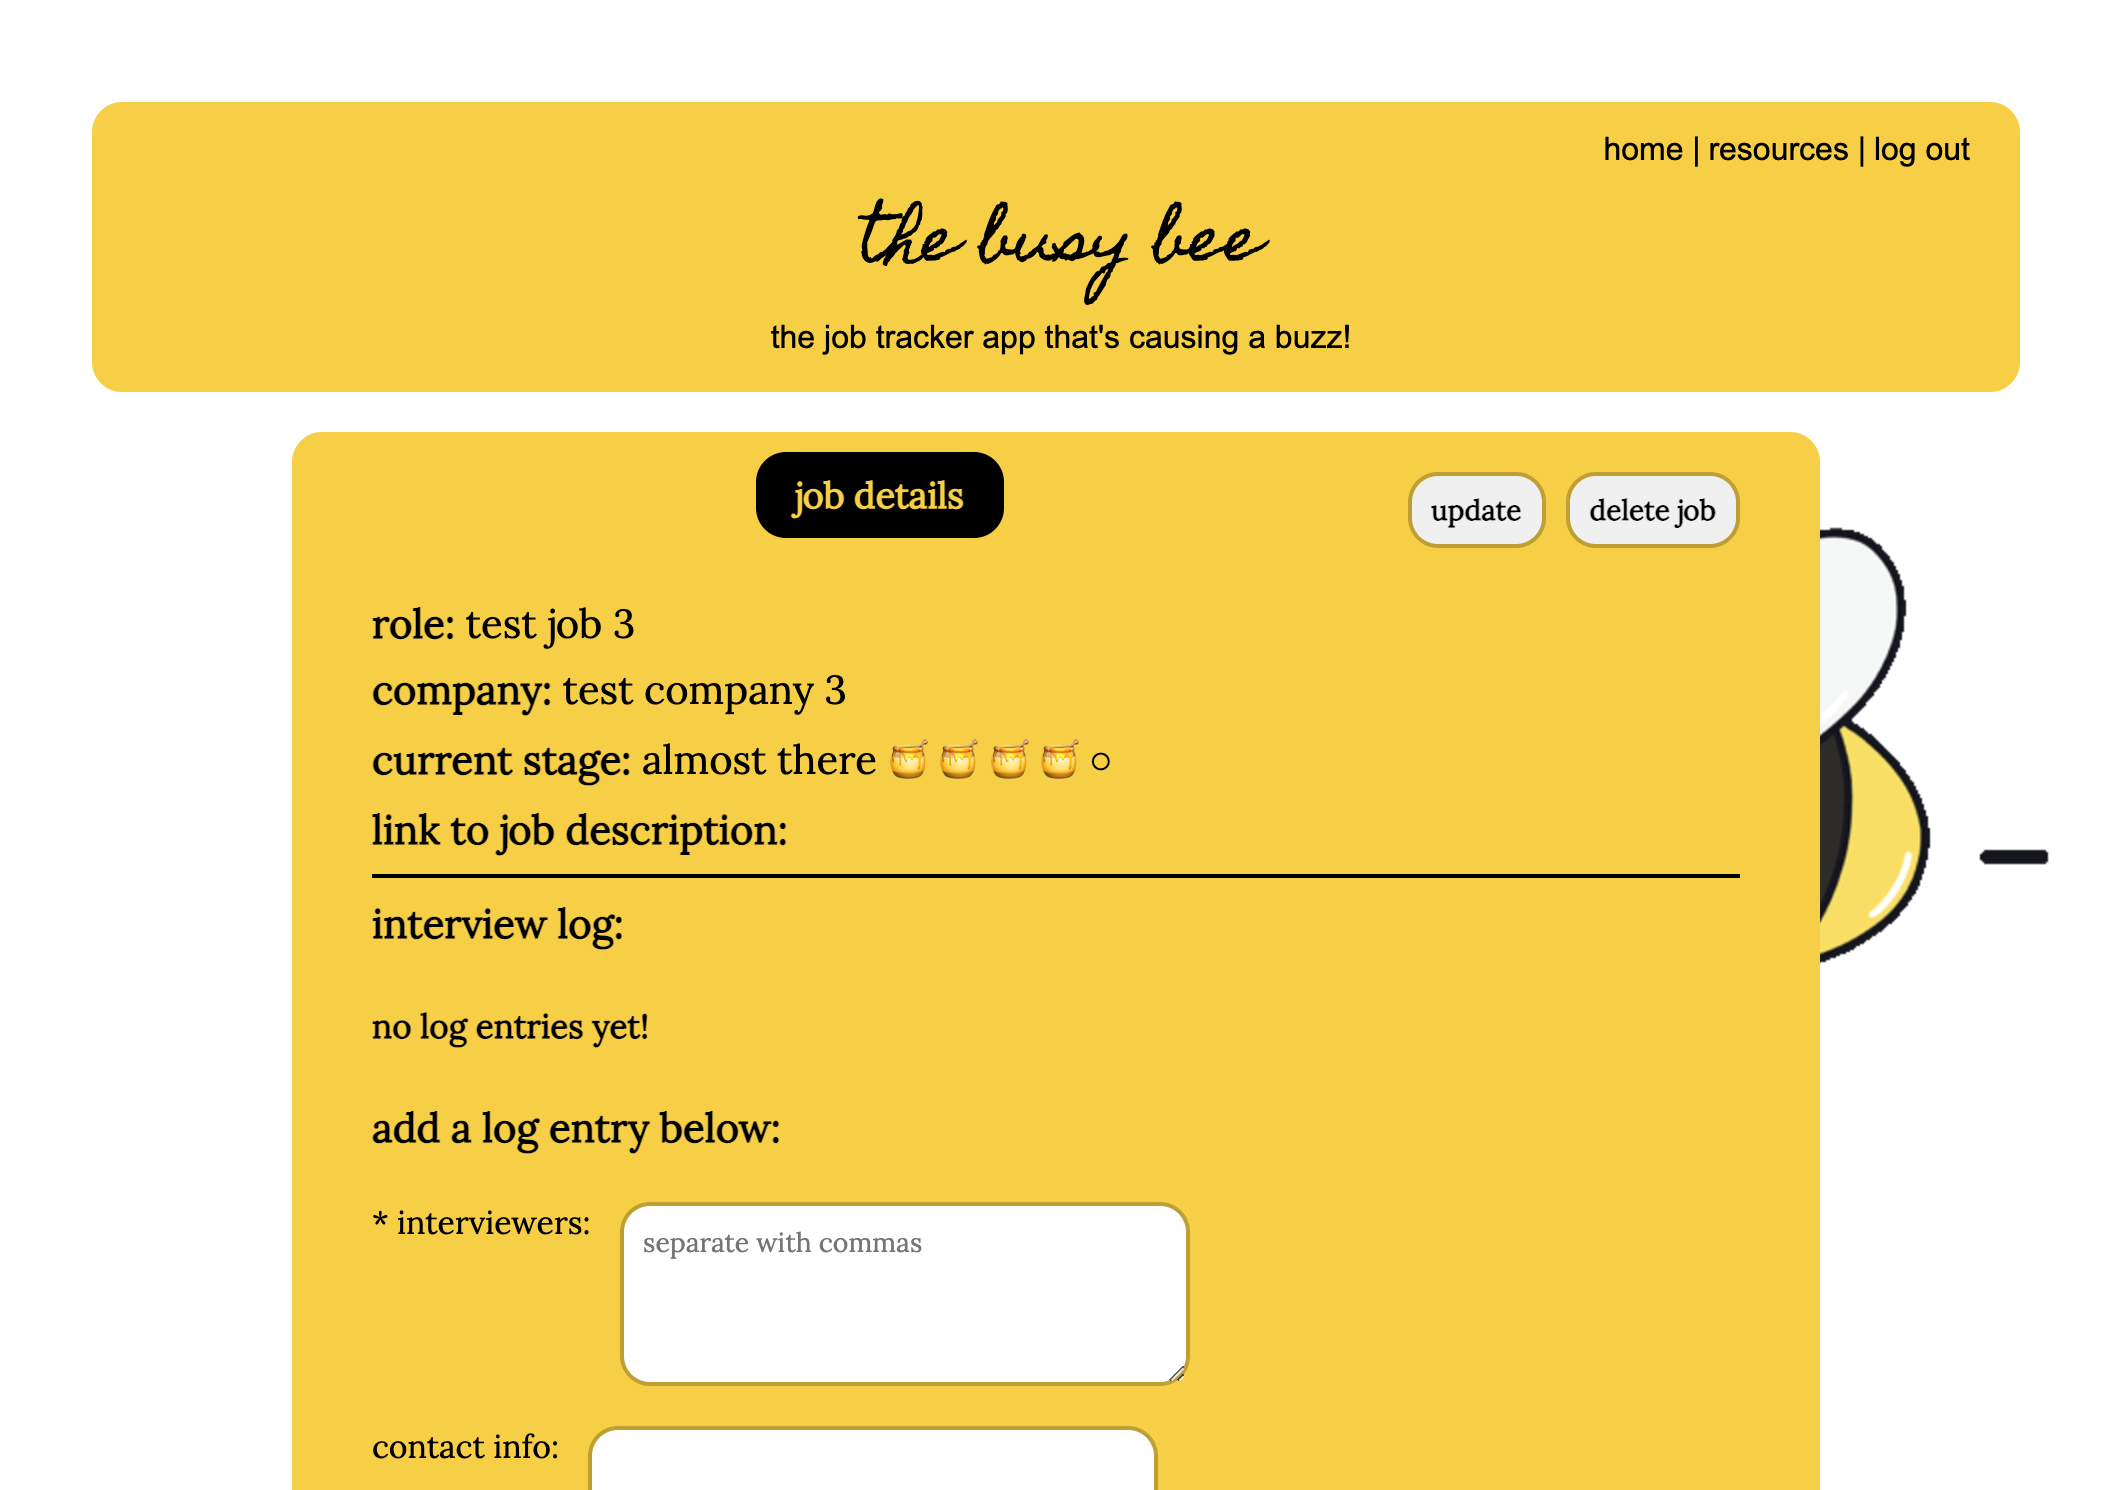 home | resources | log out
the busy bee
the job tracker app that's causing a buzz!
job details
update
delete job
role: test job 3
company: test company 3
current stage: almost there 🍯 🍯 🍯 🍯 ○
link to job description:
interview log:
no log entries yet!
add a log entry below:
* interviewers:
separate with commas
contact info: